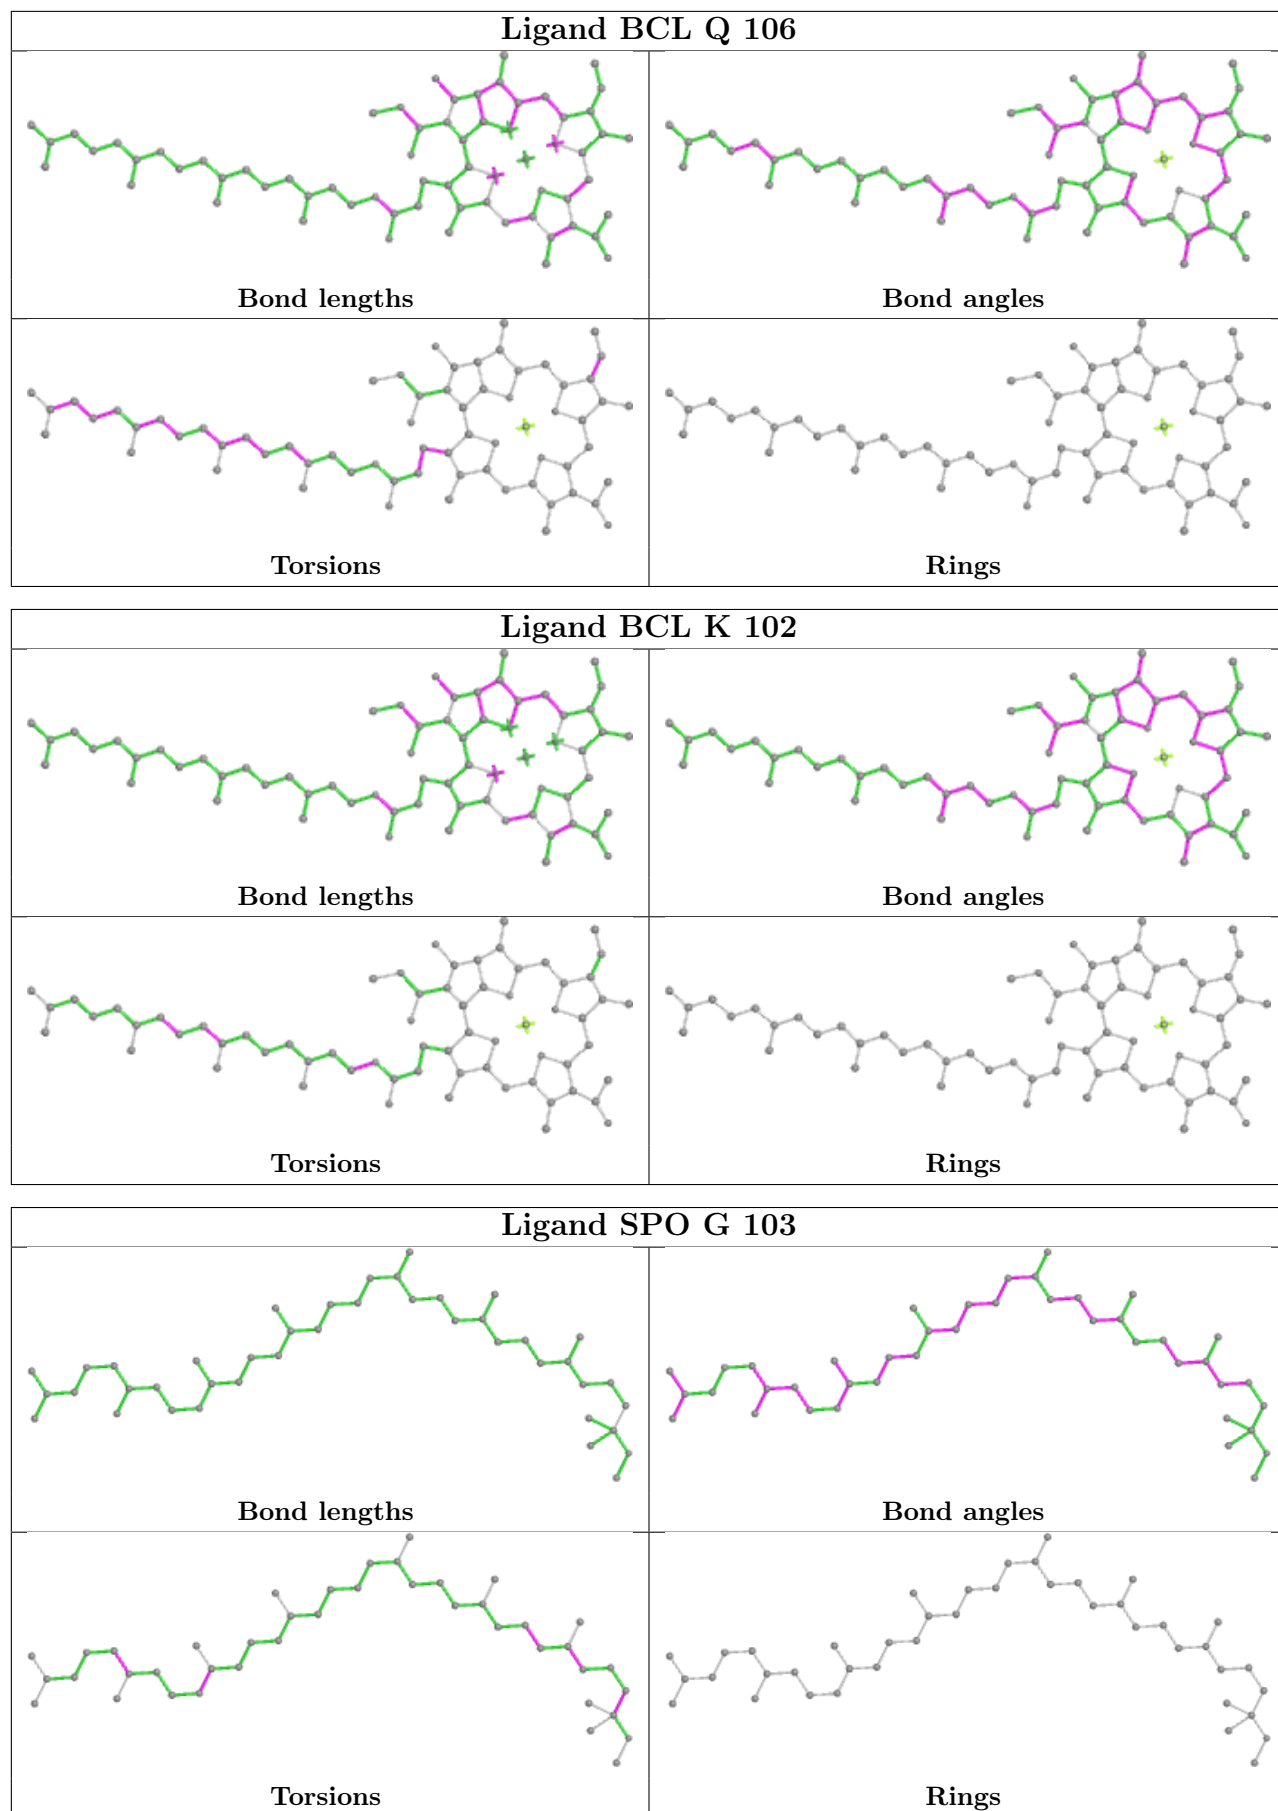 Ligand BCL Q 106
Bond lengths
Bond angles
Torsions
Rings
Ligand BCL K 102
Bond lengths
Bond angles
Torsions
Rings
Ligand SPO G 103
Bond lengths
Bond angles
Torsions
Rings